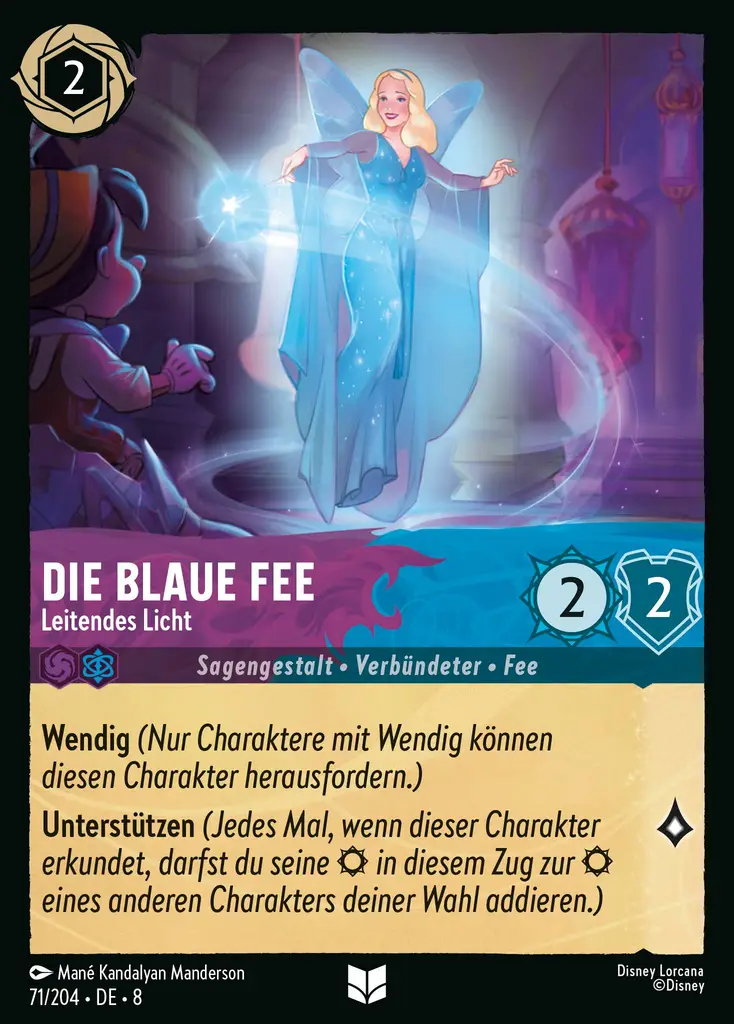 2
DIE BLAUE FEE
Leitendes Licht
2 2
Sagengestalt • Verbündeter • Fee
Wendig (Nur Charaktere mit Wendig können
diesen Charakter herausfordern.)
Unterstützen (Jedes Mal, wenn dieser Charakter
erkundet, darfst du seine in diesem Zug zur
eines anderen Charakters deiner Wahl addieren.)
Mané Kandalyan Manderson
71/204 • DE • 8
Disney Lorcana
©Disney